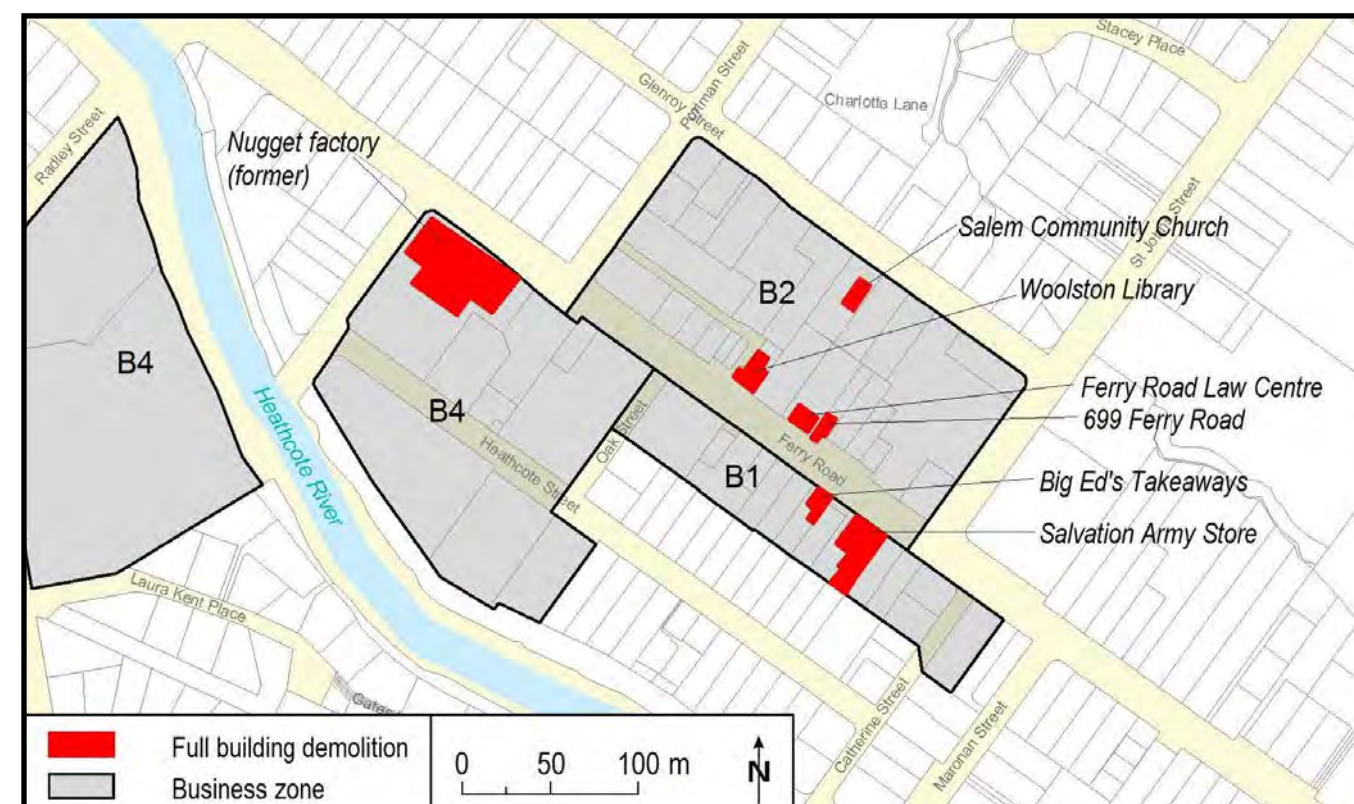 Stacey Place
Glenroy Street
Portman Street
Charlotta Lane
Radley Street
Nugget factory
(former)
St Johns Street
Salem Community Church
B2
Woolston Library
B4
B4
Heathcote River
Heathcote Street
Oak Street
Ferry Road
Ferry Road Law Centre
699 Ferry Road
B1
Big Ed's Takeaways
Salvation Army Store
Laura Kent Place
Catherine Street
Maronan Street
Full building demolition
Business zone
0 50 100 m
N